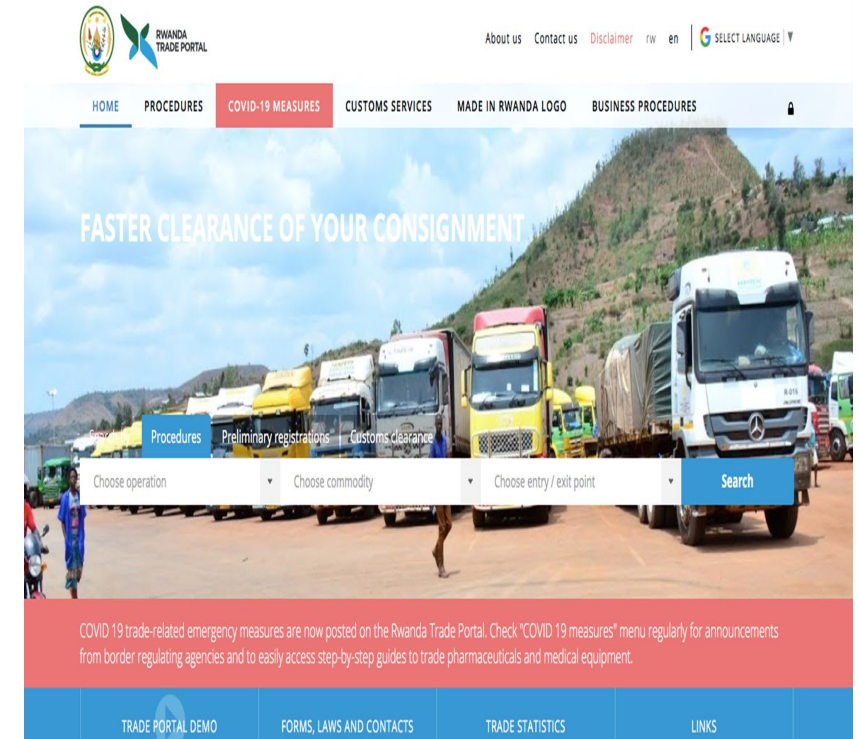 RWANDA
TRADE PORTAL
About us Contact us Disclaimer rw en SELECT LANGUAGE ▼
HOME PROCEDURES COVID-19 MEASURES CUSTOMS SERVICES MADE IN RWANDA LOGO BUSINESS PROCEDURES
FASTER CLEARANCE OF YOUR CONSIGNMENT
Procedures Preliminary registrations Customs clearance
Choose operation Choose commodity Choose entry / exit point Search
COVID 19 trade-related emergency measures are now posted on the Rwanda Trade Portal. Check "COVID 19 measures" menu regularly for announcements
from border regulating agencies and to easily access step-by-step guides to trade pharmaceuticals and medical equipment.
TRADE PORTAL DEMO FORMS, LAWS AND CONTACTS TRADE STATISTICS LINKS